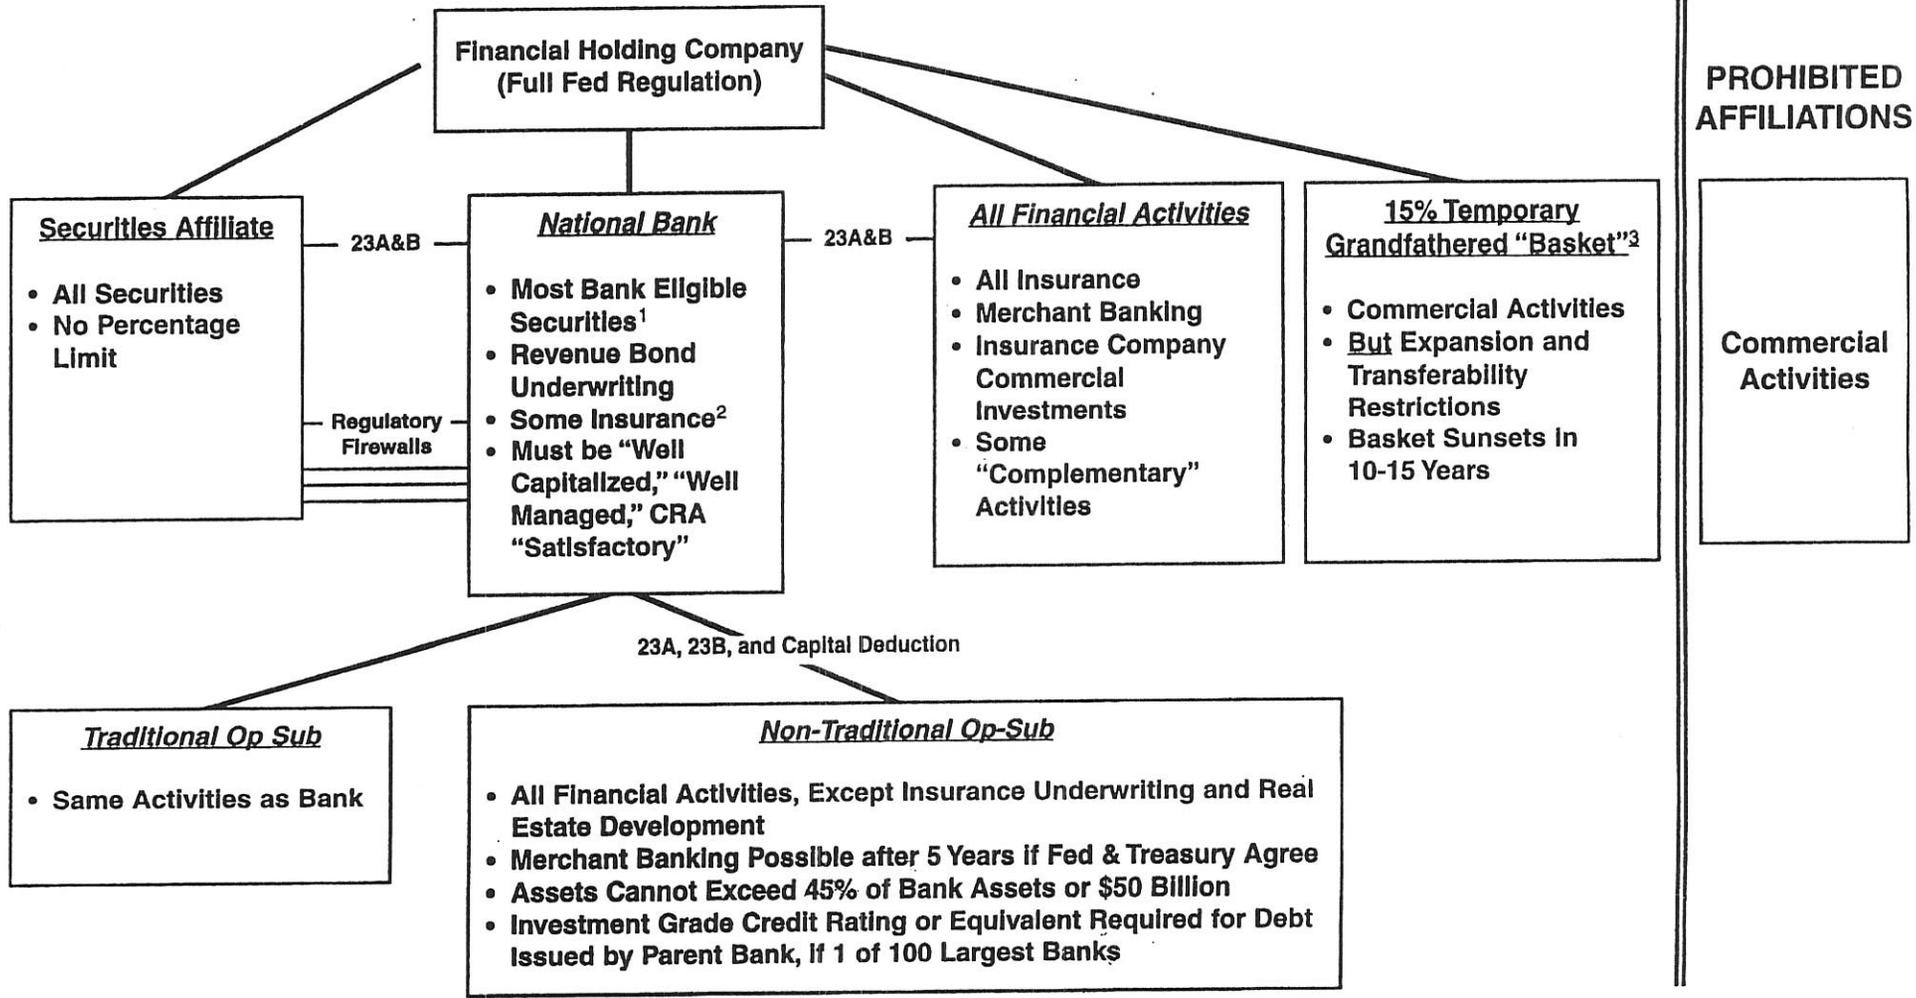 Financial Holding Company
(Full Fed Regulation)
PROHIBITED
AFFILIATIONS
Securities Affiliate
• All Securities
• No Percentage
Limit
23A&B
Regulatory
Firewalls
National Bank
• Most Bank Eligible
Securities¹
• Revenue Bond
Underwriting
• Some Insurance²
• Must be “Well
Capitalized,” “Well
Managed,” CRA
“Satisfactory”
23A&B
All Financial Activities
• All Insurance
• Merchant Banking
• Insurance Company
Commercial
Investments
• Some
“Complementary”
Activities
15% Temporary
Grandfathered “Basket”³
• Commercial Activities
• But Expansion and
Transferability
Restrictions
• Basket Sunsets in
10-15 Years
Commercial
Activities
23A, 23B, and Capital Deduction
Traditional Op Sub
• Same Activities as Bank
Non-Traditional Op-Sub
• All Financial Activities, Except Insurance Underwriting and Real
Estate Development
• Merchant Banking Possible after 5 Years if Fed & Treasury Agree
• Assets Cannot Exceed 45% of Bank Assets or $50 Billion
• Investment Grade Credit Rating or Equivalent Required for Debt
Issued by Parent Bank, if 1 of 100 Largest Banks